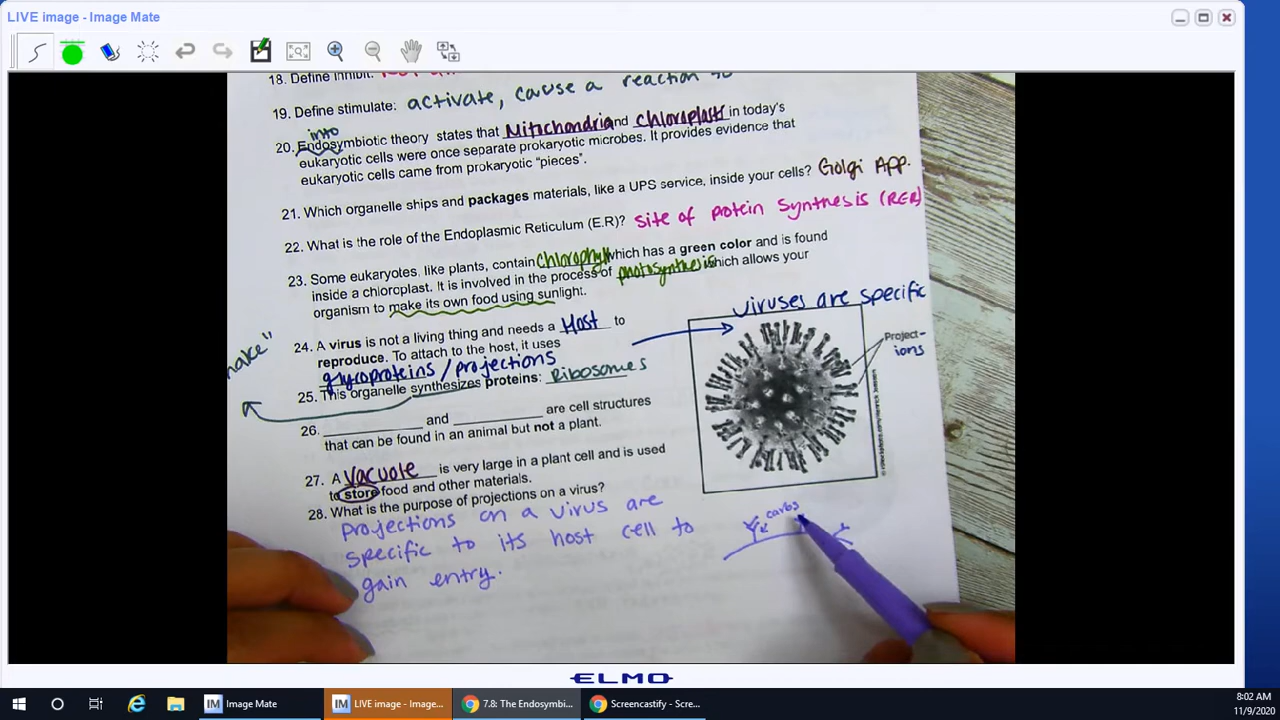 LIVE image - Image Mate
18. Define inhibit:
19. Define stimulate: activate, cause a reaction to
into
20. Endosymbiotic theory states that Mitochondria and chloroplasts in today's
eukaryotic cells were once separate prokaryotic microbes. It provides evidence that
eukaryotic cells came from prokaryotic "pieces".
21. Which organelle ships and packages materials, like a UPS service, inside your cells? Golgi App.
22. What is the role of the Endoplasmic Reticulum (E.R)? Site of protein synthesis (RER)
23. Some eukaryotes, like plants, contain chlorophyll which has a green color and is found
inside a chloroplast. It is involved in the process of photosynthesis which allows your
organism to make its own food using sunlight.
viruses are specific
24. A virus is not a living thing and needs a Host to
reproduce. To attach to the host, it uses
glycoproteins / projections
Project-
ions
25. This organelle synthesizes proteins: Ribosomes
26. ____________ and ____________ are cell structures
that can be found in an animal but not a plant.
27. A vacuole is very large in a plant cell and is used
to store food and other materials.
28. What is the purpose of projections on a virus?
Projections on a virus are
specific to its host cell to
gain entry.
carbs
ELMO
Image Mate
LIVE image - Image...
7.8: The Endosymbi...
Screencastify - Scre...
8:02 AM
11/9/2020